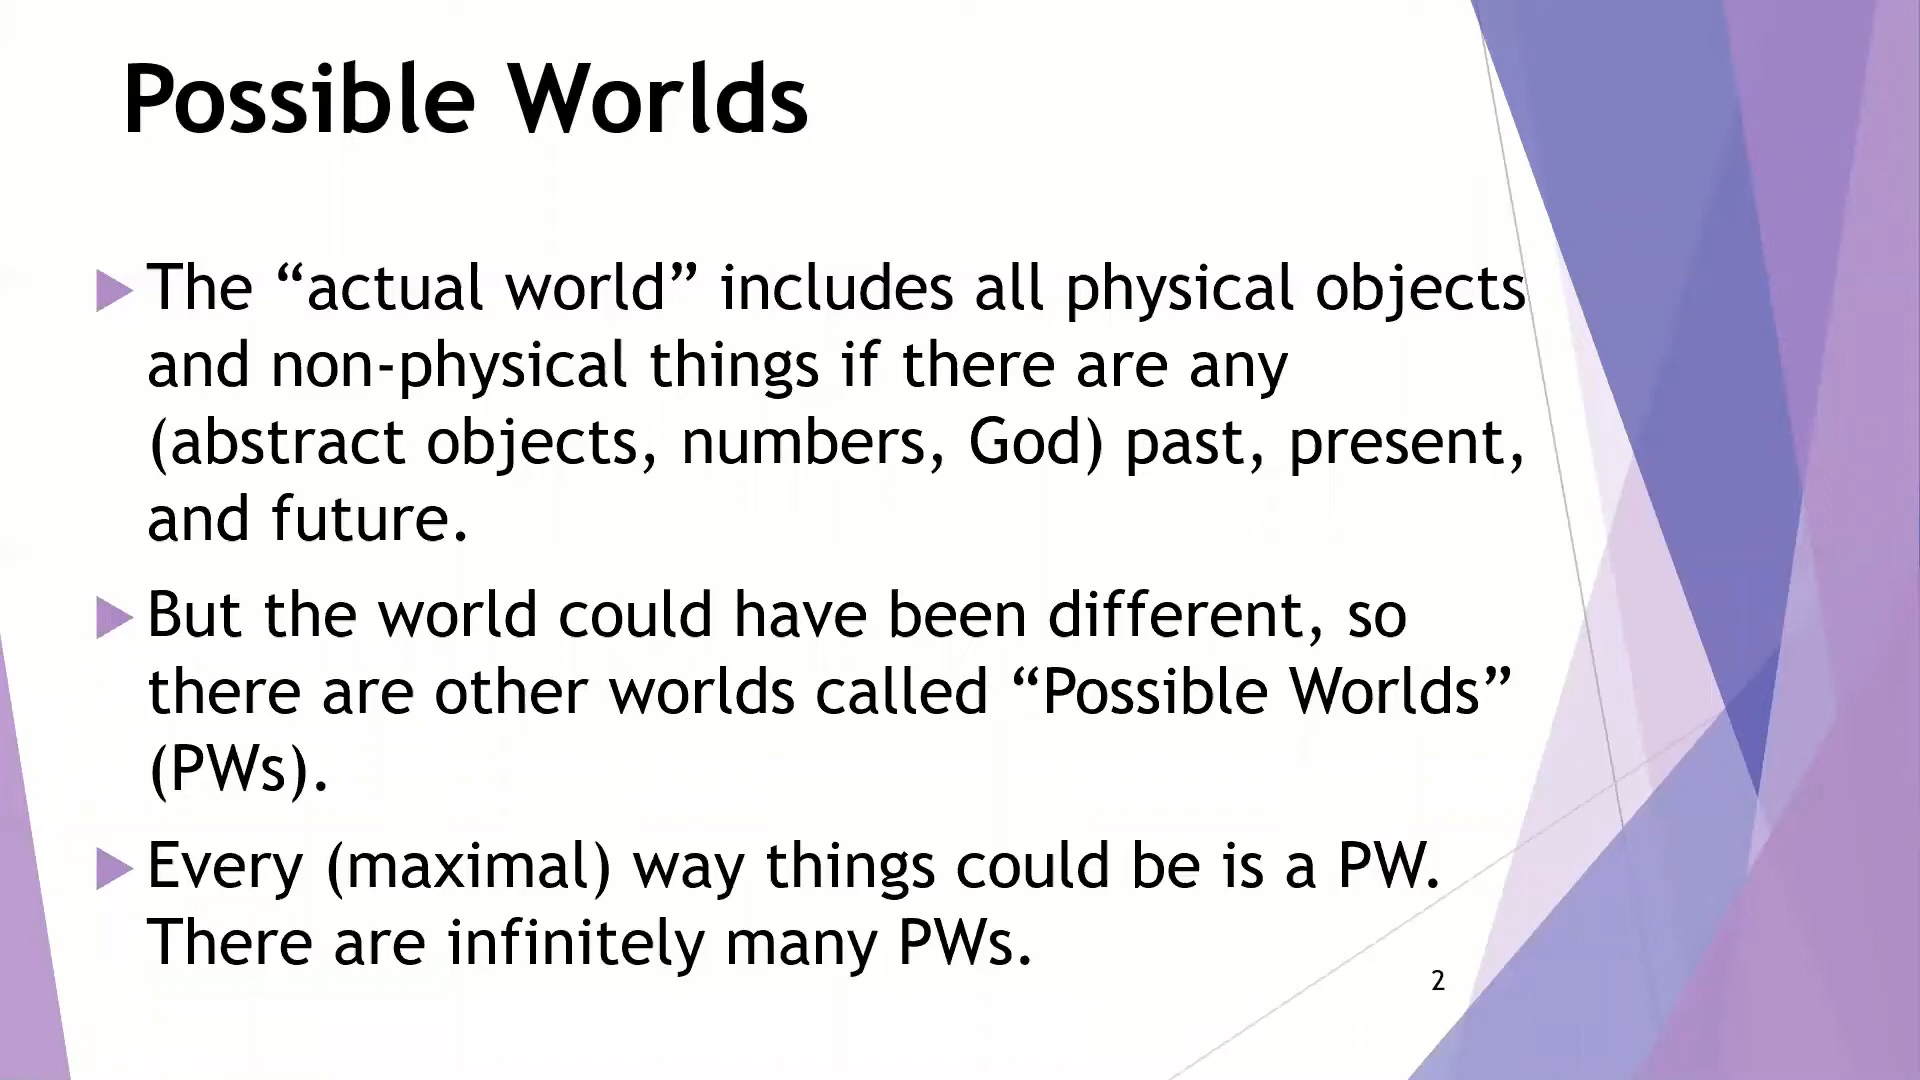 Possible Worlds
The “actual world” includes all physical objects
and non-physical things if there are any
(abstract objects, numbers, God) past, present,
and future.
But the world could have been different, so
there are other worlds called “Possible Worlds”
(PWs).
Every (maximal) way things could be is a PW.
There are infinitely many PWs.
2